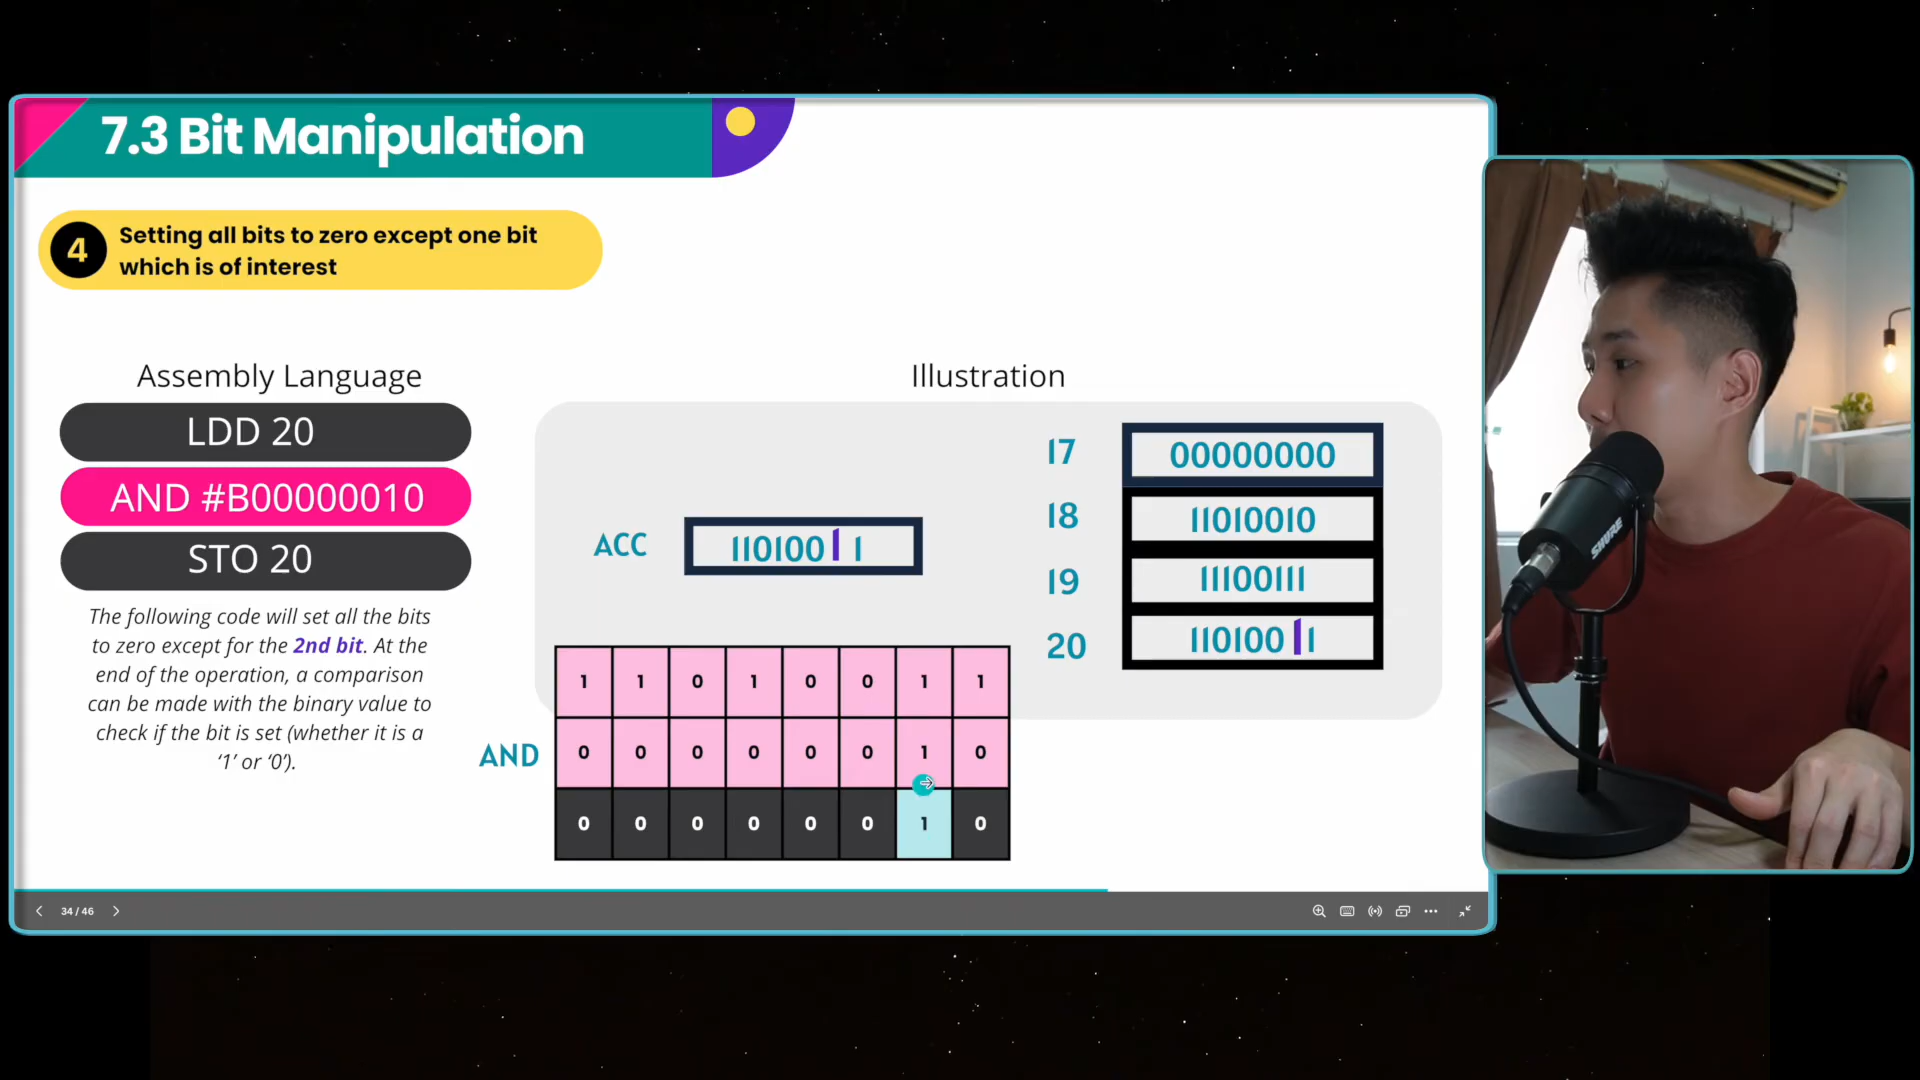 7.3 Bit Manipulation
4
Setting all bits to zero except one bit
which is of interest
Assembly Language
LDD 20
AND #B00000010
STO 20
The following code will set all the bits
to zero except for the 2nd bit. At the
end of the operation, a comparison
can be made with the binary value to
check if the bit is set (whether it is a
‘1’ or ‘0’).
Illustration
ACC 11010011
17 00000000
18 11010010
19 11100111
20 11010011
1 1 0 1 0 0 1 1
AND 0 0 0 0 0 0 1 0
0 0 0 0 0 0 1 0
SHURE
34 / 46